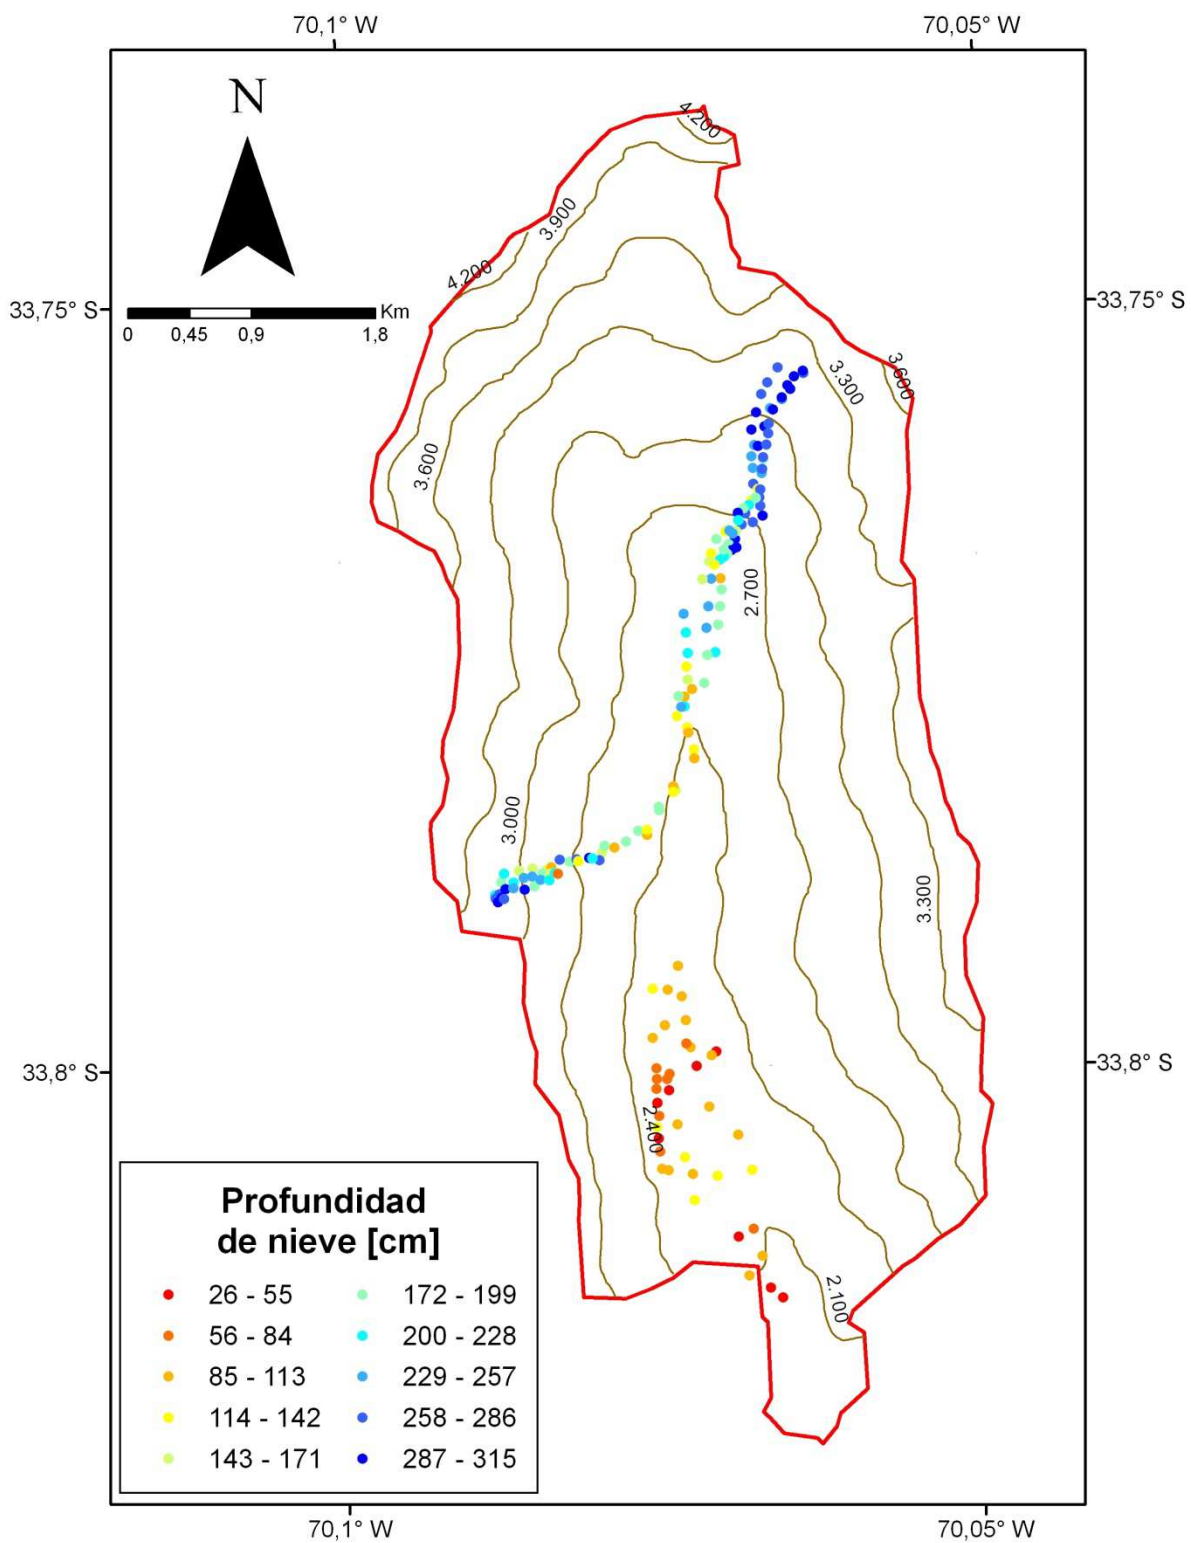 70,1° W
70,05° W
N
4.200
3.900
4.200
33,75° S
33,75° S
Km
0
0,45
0,9
1,8
3.300
3.600
3.600
2.700
3.000
3.300
33,8° S
33,8° S
2.400
2.100
Profundidad
de nieve [cm]
26 - 55
56 - 84
85 - 113
114 - 142
143 - 171
172 - 199
200 - 228
229 - 257
258 - 286
287 - 315
70,1° W
70,05° W